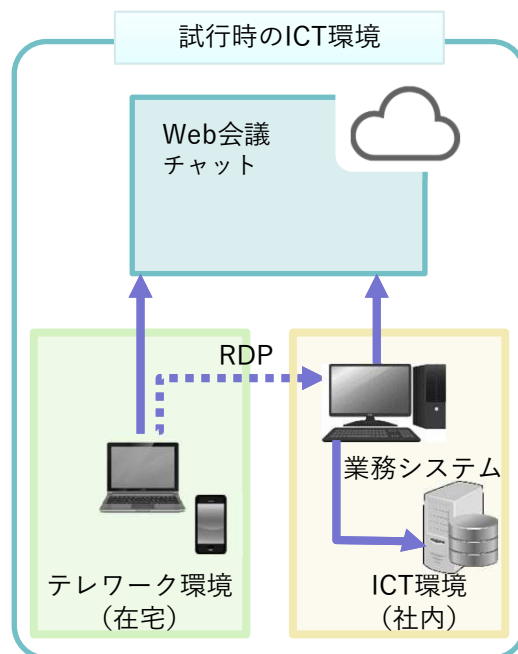 試行時のICT環境
Web会議
チャット
RDP
業務システム
テレワーク環境
（在宅）
ICT環境
（社内）